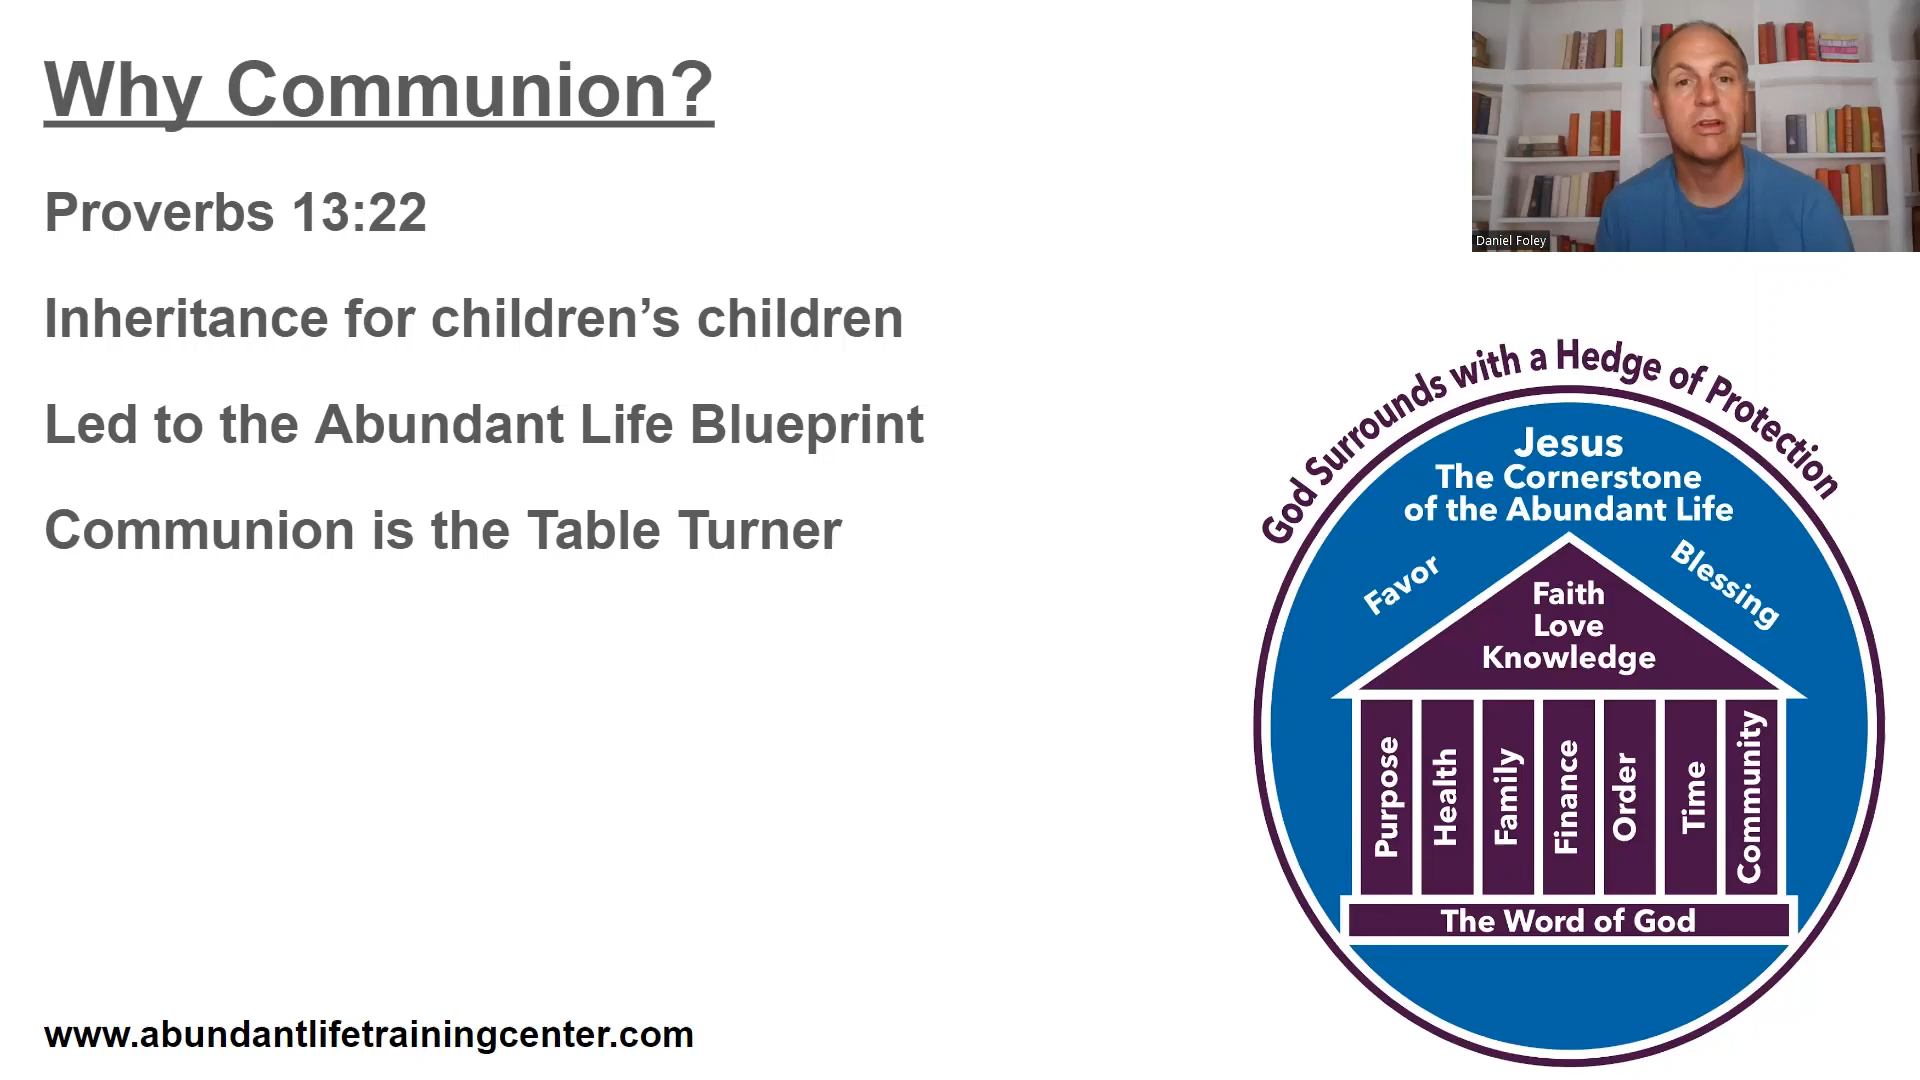 Why Communion?
Proverbs 13:22
Inheritance for children’s children
Led to the Abundant Life Blueprint
Communion is the Table Turner
www.abundantlifetrainingcenter.com
Daniel Foley
God Surrounds with a Hedge of Protection
Jesus
The Cornerstone
of the Abundant Life
Favor
Blessing
Faith
Love
Knowledge
Purpose
Health
Family
Finance
Order
Time
Community
The Word of God